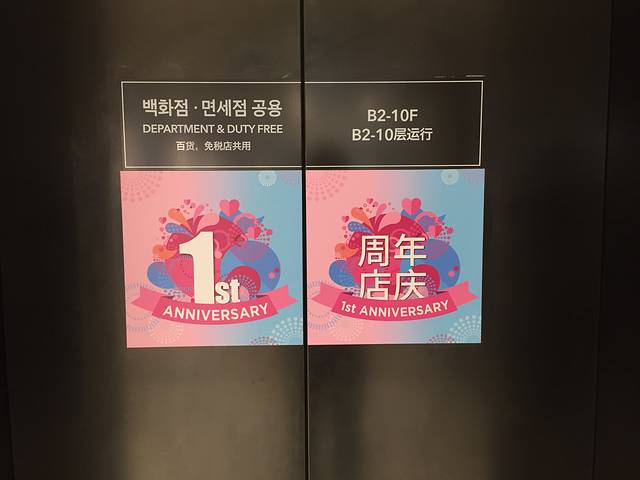 백화점 · 면세점 공용
DEPARTMENT & DUTY FREE
百货，免税店共用
B2-10F
B2-10层运行
1st
ANNIVERSARY
周年
店庆
1st ANNIVERSARY